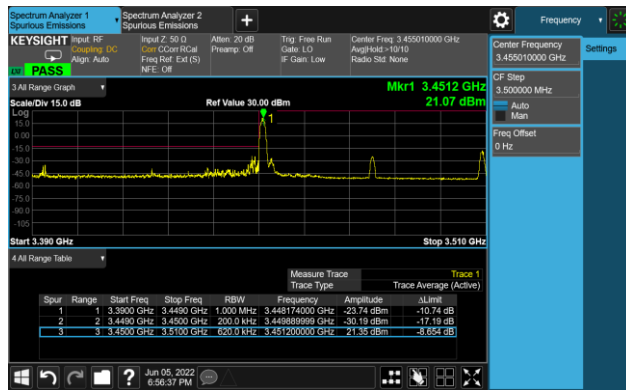 Spectrum Analyzer 1
Spurious Emissions
Spectrum Analyzer 2
Spurious Emissions
Frequency
KEYSIGHT Input: RF Input Z: 50 Ω Atten: 20 dB Trig: Free Run Center Freq: 3.455010000 GHz
Coupling: DC Corr CCorr RCal Preamp: Off Gate: LO Avg|Hold:>10/10
Align: Auto Freq Ref: Ext (S) IF Gain: Low Radio Std: None
NFE: Off
PASS
Center Frequency
3.455010000 GHz
Settings
CF Step
3.500000 MHz
Auto
Man
Freq Offset
0 Hz
3 All Range Graph
Mkr1 3.4512 GHz
Scale/Div 15.0 dB Ref Value 30.00 dBm 21.07 dBm
Log
1
15.0
0.00
-15.0
-30.0
-45.0
-60.0
-75.0
-90.0
-105
Start 3.390 GHz Stop 3.510 GHz
4 All Range Table
Measure Trace Trace 1
Trace Type Trace Average (Active)
Spur Range Start Freq Stop Freq RBW Frequency Amplitude ΔLimit
1 1 3.3900 GHz 3.4490 GHz 1.000 MHz 3.448174000 GHz -23.74 dBm -10.74 dB
2 2 3.4490 GHz 3.4500 GHz 200.0 kHz 3.449889999 GHz -30.19 dBm -17.19 dB
3 3 3.4500 GHz 3.5100 GHz 620.0 kHz 3.451200000 GHz 21.35 dBm -8.654 dB
Jun 05, 2022
6:56:37 PM